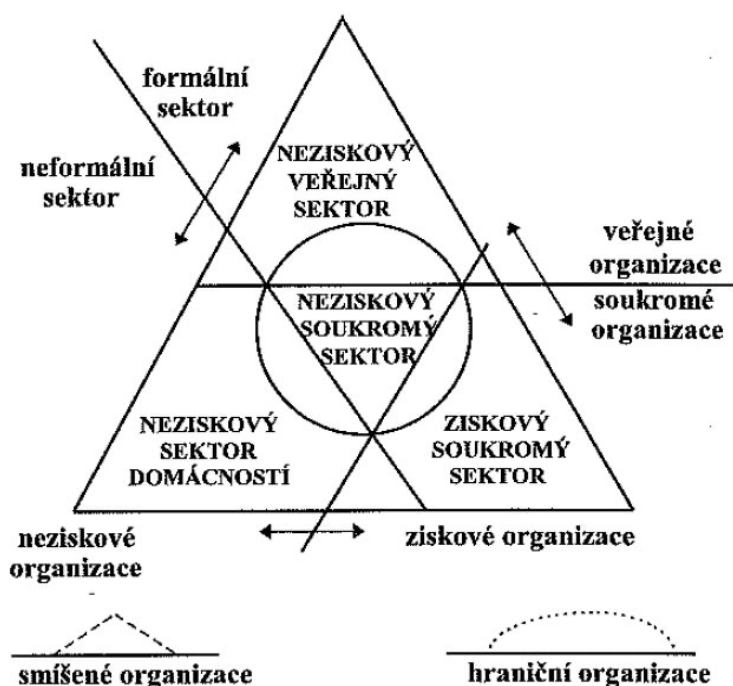 formální
sektor
neformální
sektor
NEZISKOVÝ
VEŘEJNÝ
SEKTOR
veřejné
organizace
soukromé
organizace
NEZISKOVÝ
SOUKROMÝ
SEKTOR
NEZISKOVÝ
SEKTOR
DOMÁCNOSTÍ
ZISKOVÝ
SOUKROMÝ
SEKTOR
neziskové
organizace
ziskové organizace
smíšené organizace
hraniční organizace